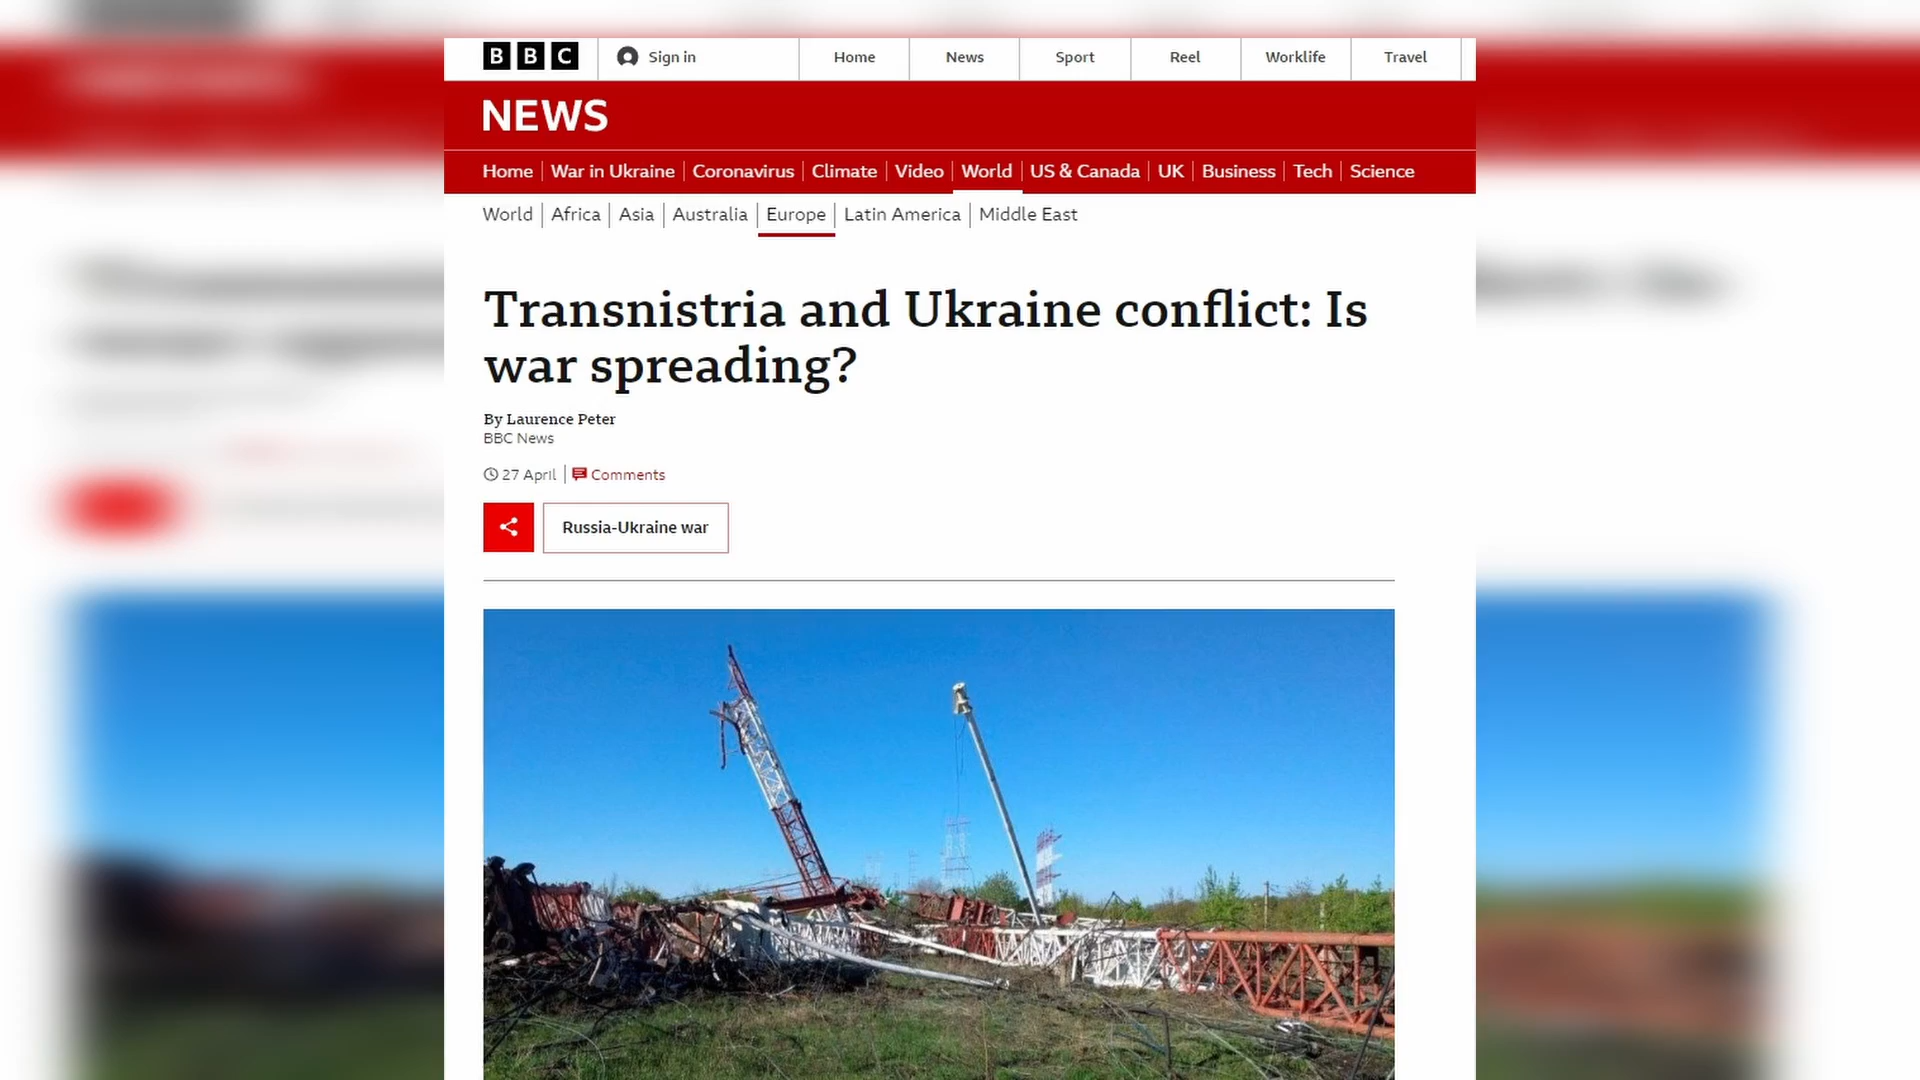 BBC
Sign in
Home
News
Sport
Reel
Worklife
Travel
NEWS
Home
War in Ukraine
Coronavirus
Climate
Video
World
US & Canada
UK
Business
Tech
Science
World
Africa
Asia
Australia
Europe
Latin America
Middle East
Transnistria and Ukraine conflict: Is
war spreading?
By Laurence Peter
BBC News
27 April
Comments
Russia-Ukraine war